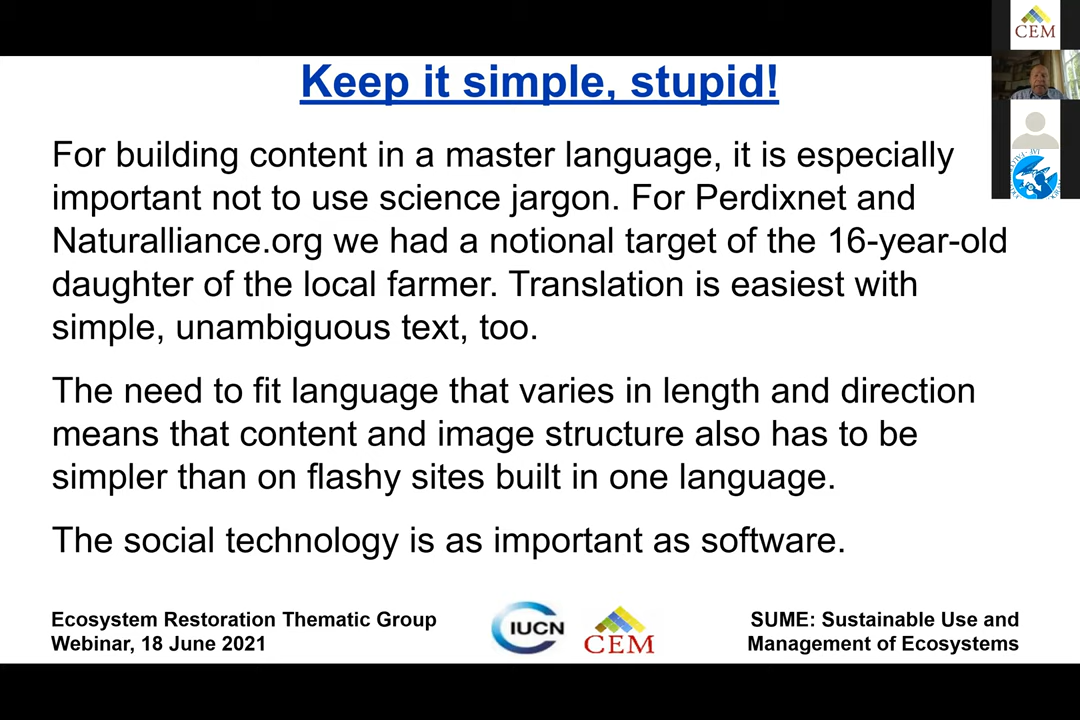 Keep it simple, stupid!
For building content in a master language, it is especially
important not to use science jargon. For Perdixnet and
Naturalliance.org we had a notional target of the 16-year-old
daughter of the local farmer. Translation is easiest with
simple, unambiguous text, too.
The need to fit language that varies in length and direction
means that content and image structure also has to be
simpler than on flashy sites built in one language.
The social technology is as important as software.
Ecosystem Restoration Thematic Group
Webinar, 18 June 2021
IUCN
CEM
SUME: Sustainable Use and
Management of Ecosystems
CEM